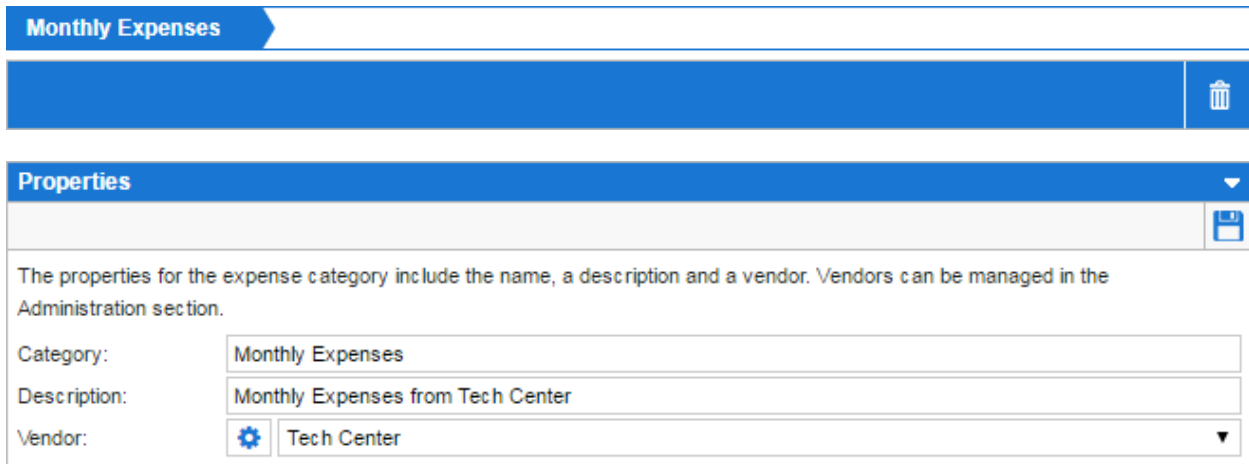 Monthly Expenses
Properties
The properties for the expense category include the name, a description and a vendor. Vendors can be managed in the
Administration section.
Category: Monthly Expenses
Description: Monthly Expenses from Tech Center
Vendor: Tech Center